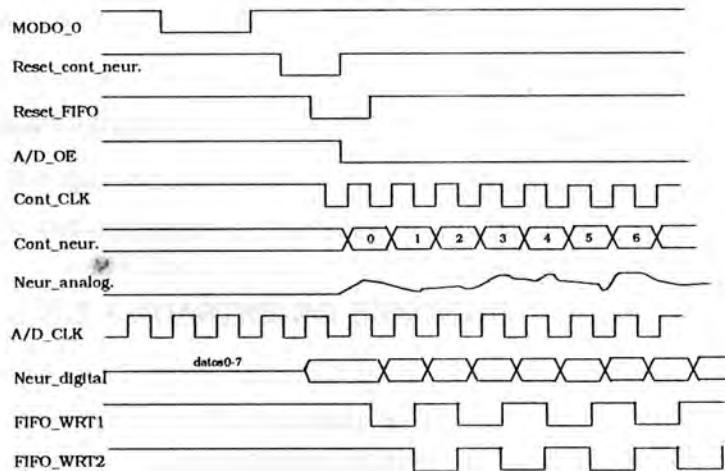 MODO_0
Reset_cont_neur.
Reset_FIFO
A/D_OE
Cont_CLK
Cont_neur. 0 1 2 3 4 5 6
Neur_analog.
A/D_CLK
datos0-7
Neur_digital
FIFO_WRT1
FIFO_WRT2